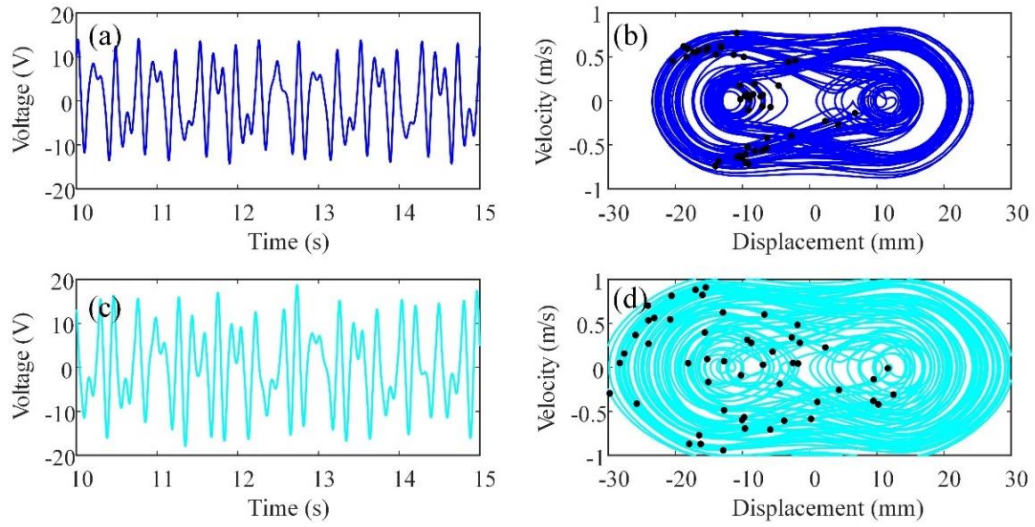 20
10
0
-10
-20
Voltage (V)
(a)
10 11 12 13 14 15
Time (s)
1
0.5
0
-0.5
-1
Velocity (m/s)
(b)
-30 -20 -10 0 10 20 30
Displacement (mm)
20
10
0
-10
-20
Voltage (V)
(c)
10 11 12 13 14 15
Time (s)
1
0.5
0
-0.5
-1
Velocity (m/s)
(d)
-30 -20 -10 0 10 20 30
Displacement (mm)